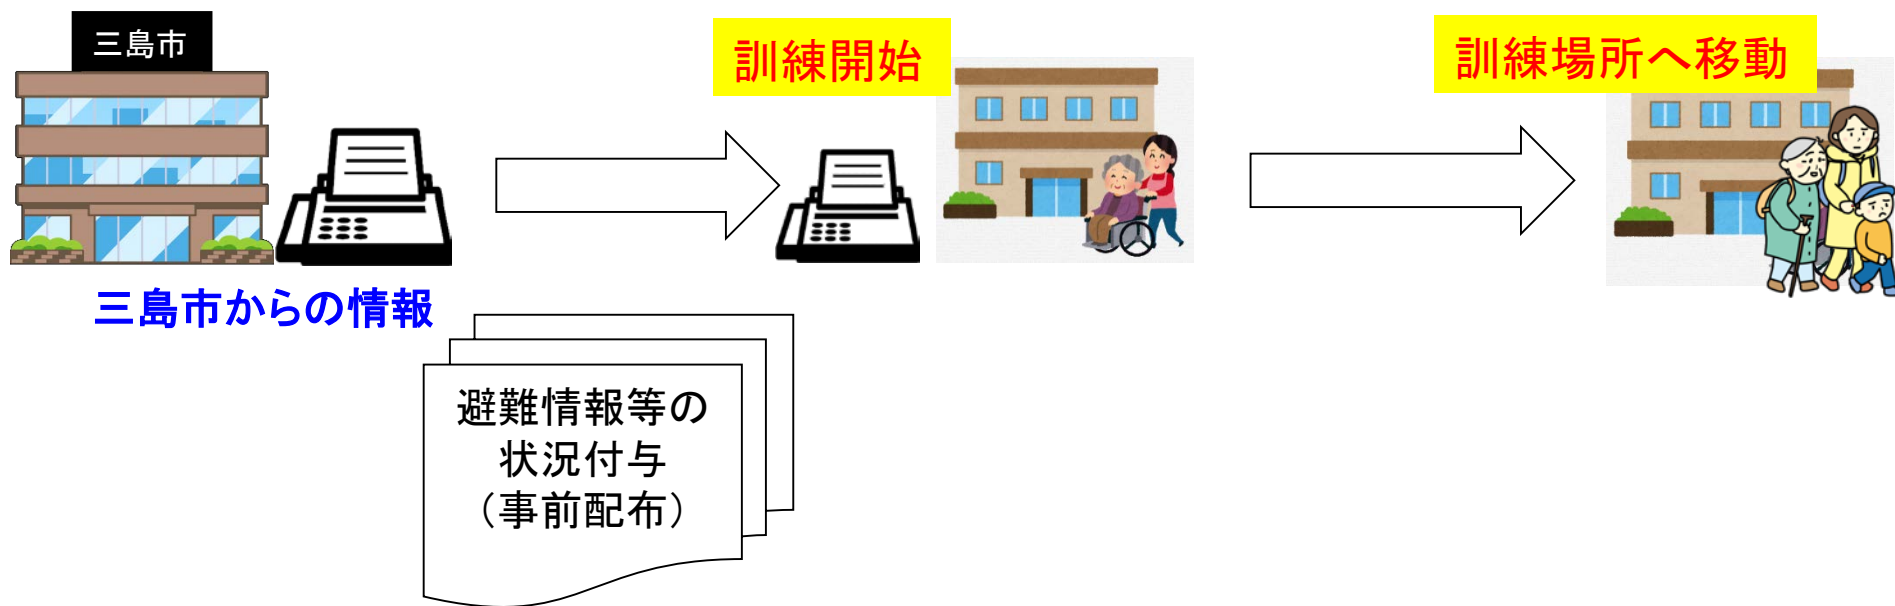 三島市
訓練開始
訓練場所へ移動
三島市からの情報
避難情報等の
状況付与
（事前配布）